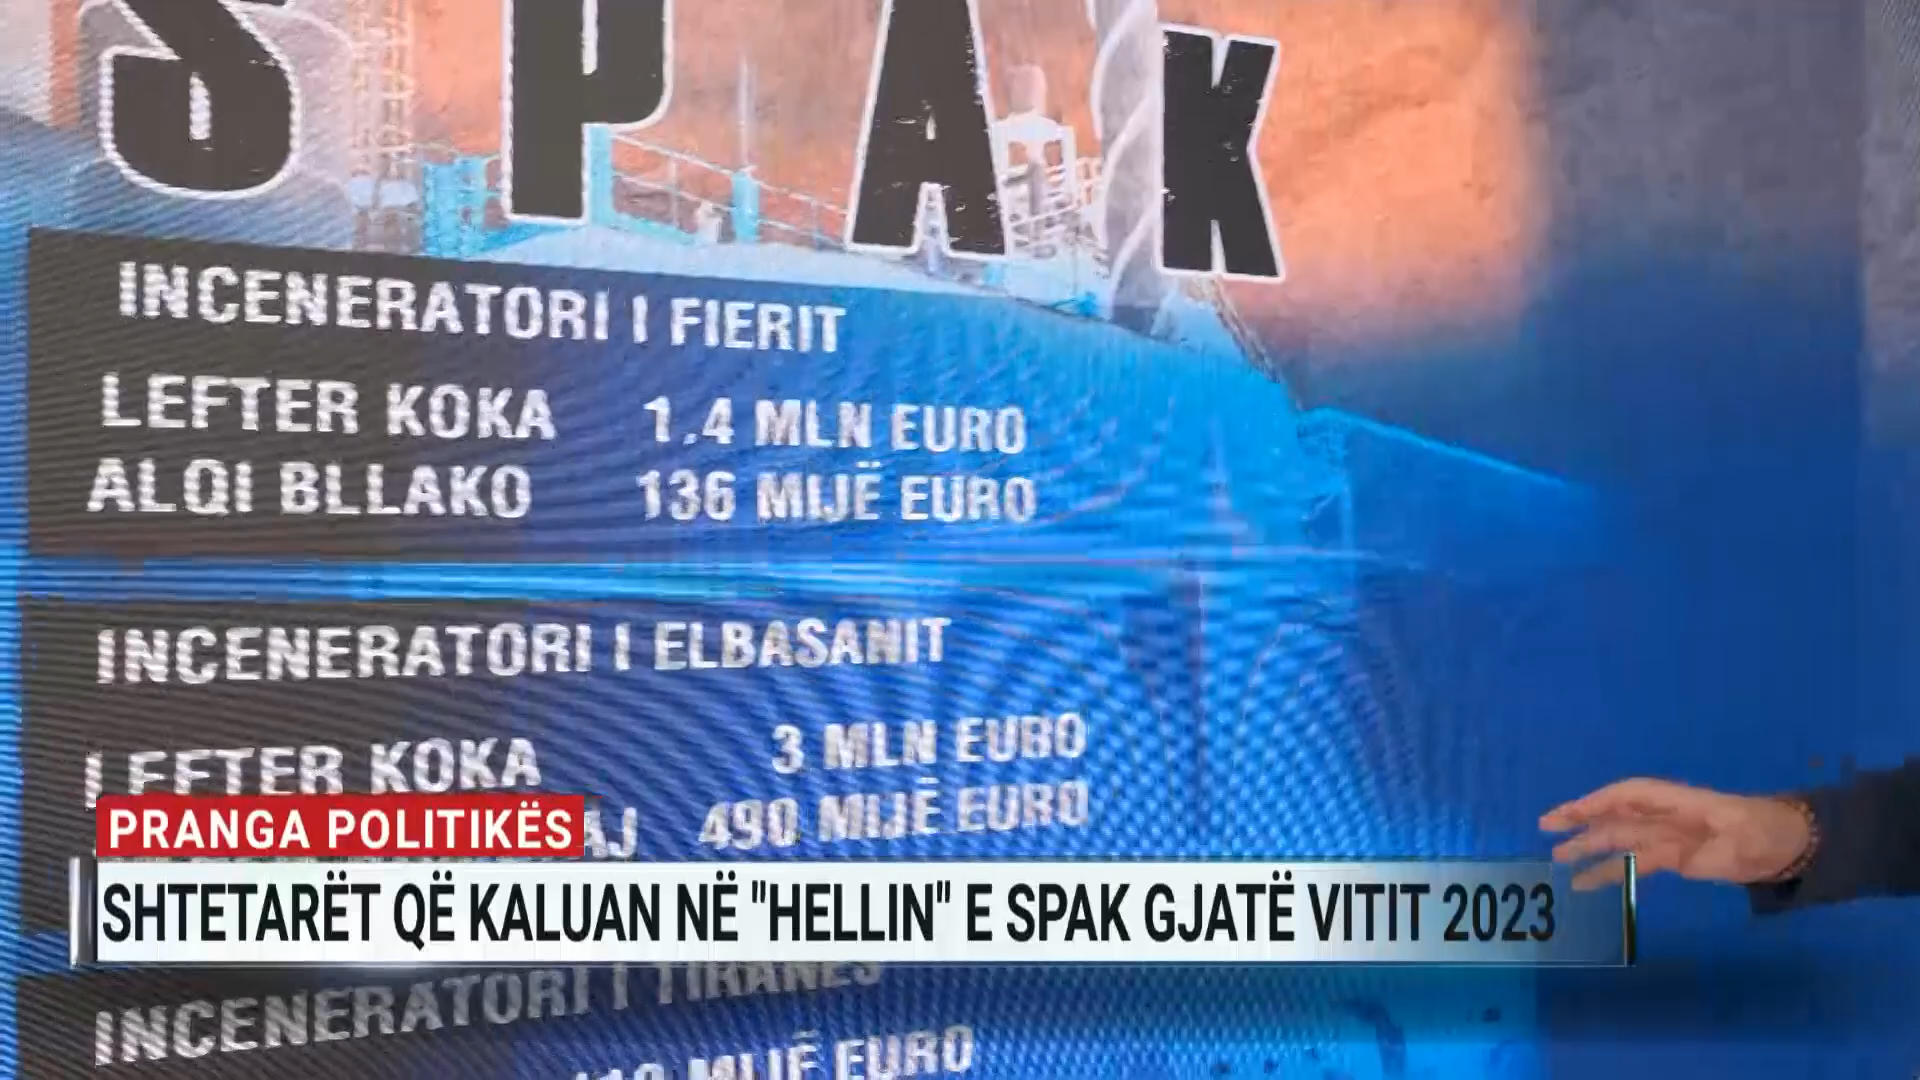 SPAK
INCENERATORI I FIERIT
LEFTER KOKA 1.4 MLN EURO
ALQI BLLAKO 136 MIJË EURO
INCENERATORI I ELBASANIT
LEFTER KOKA 3 MLN EURO
490 MIJË EURO
PRANGA POLITIKËS
SHTETARËT QË KALUAN NË "HELLIN" E SPAK GJATË VITIT 2023
INCENERATORI I TIRANËS
MIJË EURO